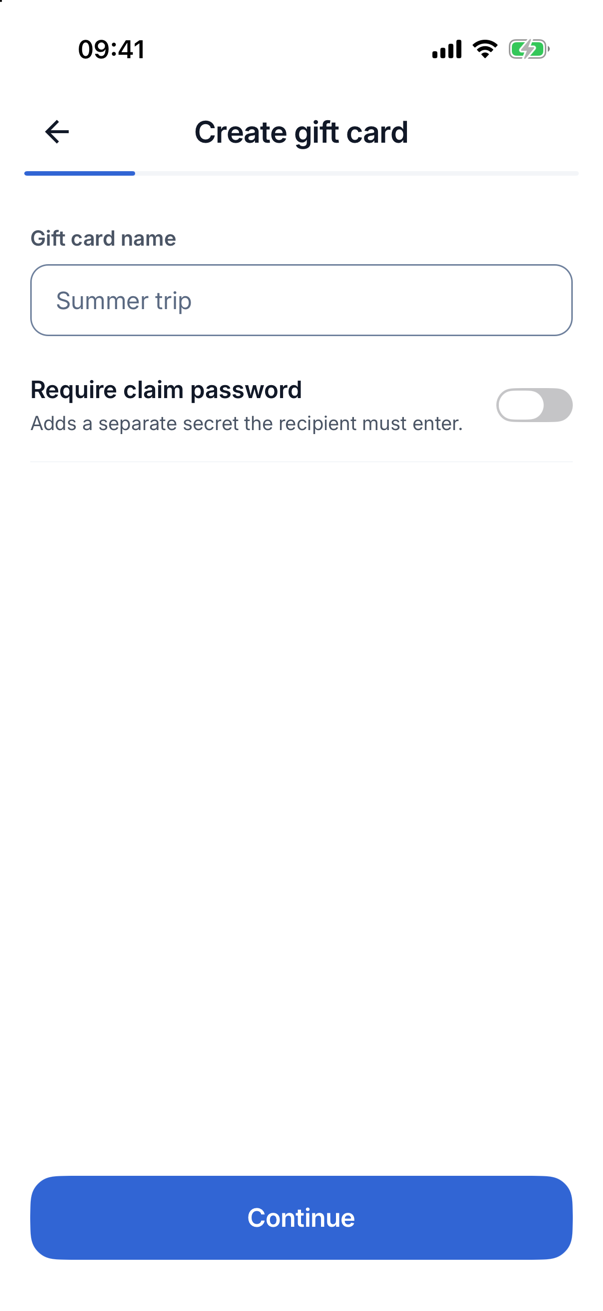 09:41
Create gift card
Gift card name
Summer trip
Require claim password
Adds a separate secret the recipient must enter.
Continue